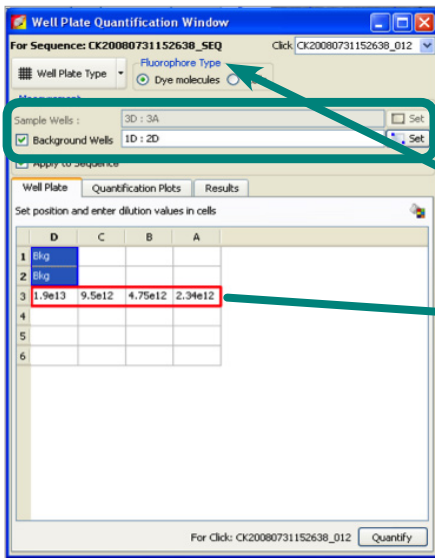 Well Plate Quantification Window
For Sequence: CK20080731152638_SEQ Click CK20080731152638_012
Well Plate Type Fluorophore Type
Dye molecules
Sample Wells : 3D : 3A Set
Background Wells 1D : 2D Set
Apply to Sequence
Well Plate Quantification Plots Results
Set position and enter dilution values in cells
D C B A
1 Bkg
2 Bkg
3 1.9e13 9.5e12 4.75e12 2.34e12
4
5
6
For Click: CK20080731152638_012 Quantify